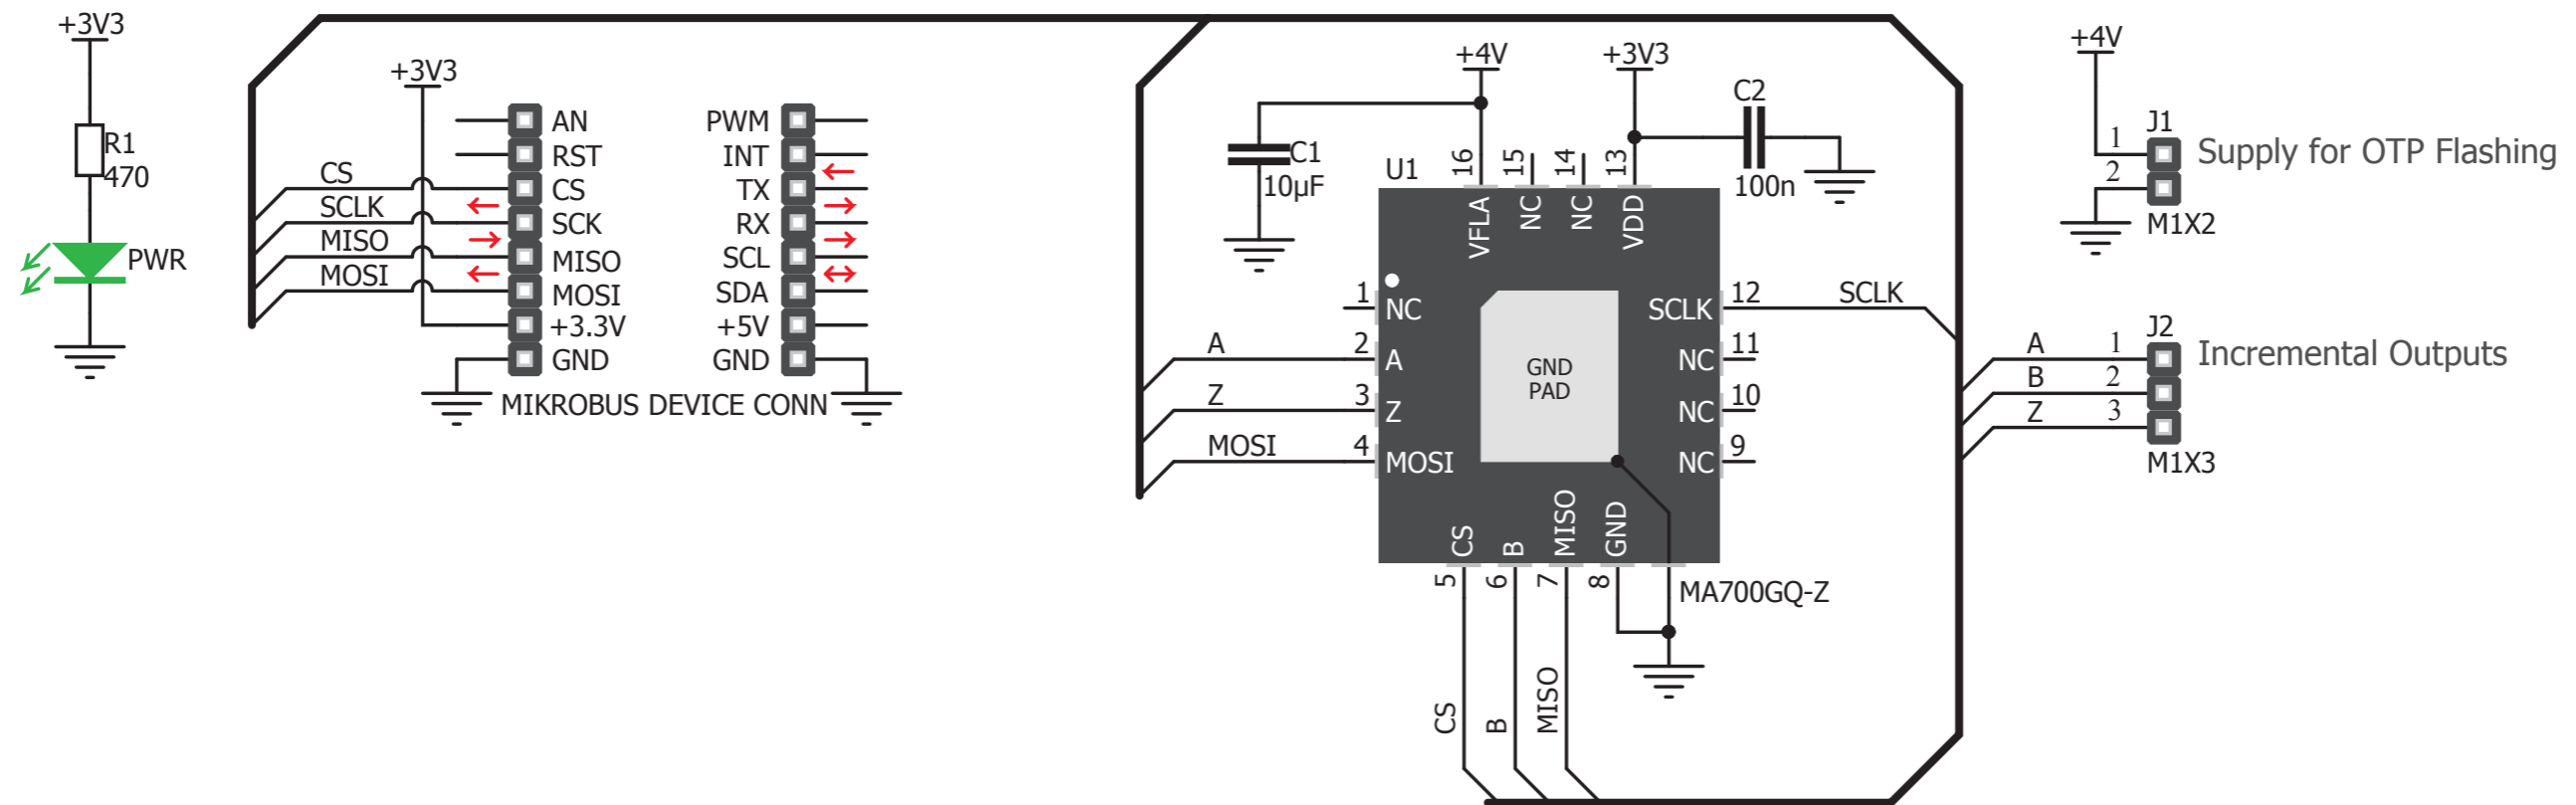 +3V3
R1
470
PWR
+3V3
CS
SCLK
MISO
MOSI
AN
RST
CS
SCK
MISO
MOSI
+3.3V
GND
PWM
INT
TX
RX
SCL
SDA
+5V
GND
MIKROBUS DEVICE CONN
+4V
+3V3
C1
10µF
C2
100n
U1
16
15
14
13
VFLA
NC
NC
VDD
1
NC
A
2
A
Z
3
Z
MOSI
4
MOSI
GND
PAD
SCLK
12
SCLK
NC
11
NC
10
NC
9
CS
B
MISO
GND
5
6
7
8
MA700GQ-Z
CS
B
MISO
+4V
J1
1
2
Supply for OTP Flashing
M1X2
J2
A
1
B
2
Z
3
Incremental Outputs
M1X3